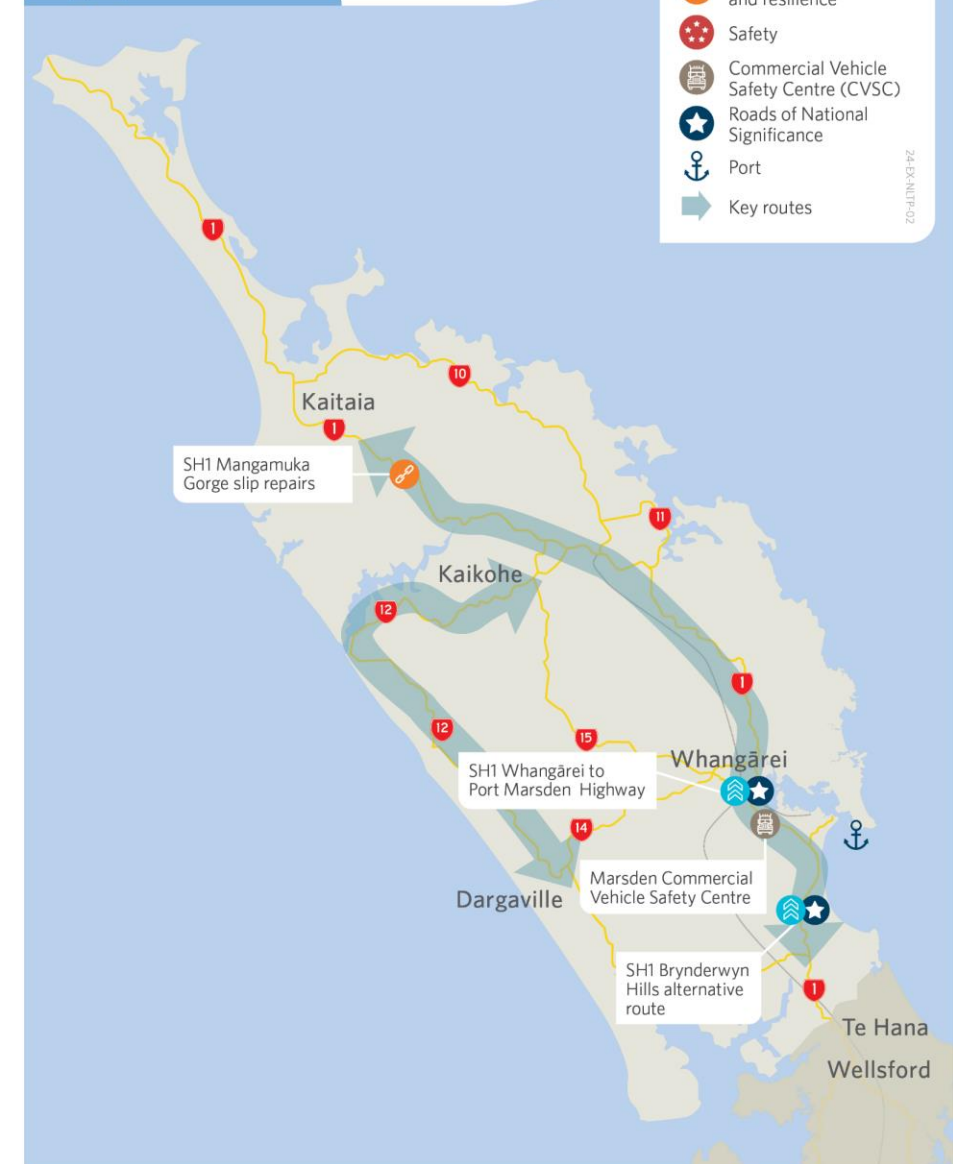 and resilience
Safety
Commercial Vehicle
Safety Centre (CVSC)
Roads of National
Significance
Port
Key routes
24-EX-NLTP-02
1
10
Kaitaia
1
SH1 Mangamuka
Gorge slip repairs
11
Kaikohe
12
1
12
15
Whangārei
SH1 Whangārei to
Port Marsden Highway
14
Marsden Commercial
Vehicle Safety Centre
Dargaville
SH1 Brynderwyn
Hills alternative
route
1
Te Hana
Wellsford